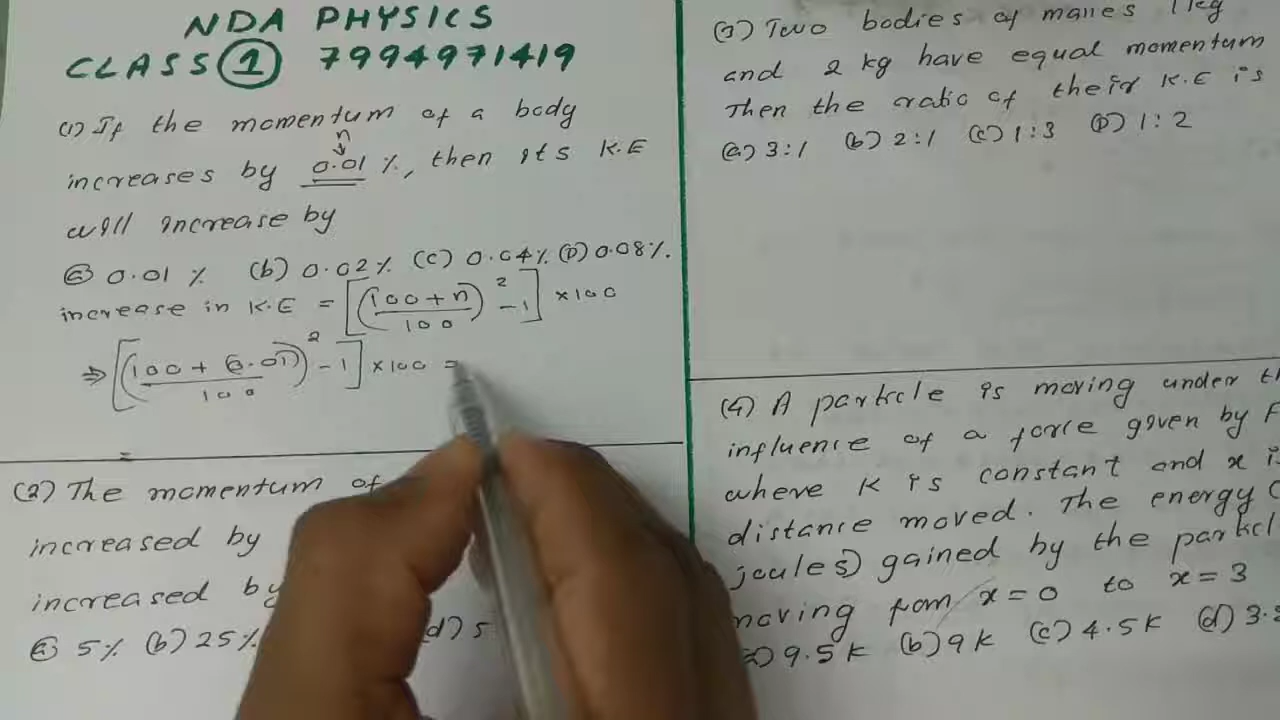 NDA PHYSICS
CLASS 1 7994971419
(1) If the momentum of a body
n
increases by 0.01 %, then its K.E
will increase by
(a) 0.01 % (b) 0.02% (c) 0.04% (D) 0.08%.
increase in K.E = [(100+n/100)² - 1] ×100
⇒ [(100 + 0.01/100)² - 1] ×100 =
=
(2) The momentum of
increased by
increased by
(a) 5% (b) 25% (d) 5
(3) Two bodies of masses 1 kg
and 2 kg have equal momentum
Then the ratio of their K.E is
(a) 3:1 (b) 2:1 (c) 1:3 (D) 1:2
(4) A particle is moving under
influence of a force given by F
where K is constant and x
distance moved. The energy
joules) gained by the
moving from x=0 to x=3
9.5K (b) 9K (c) 4.5K (d) 3.